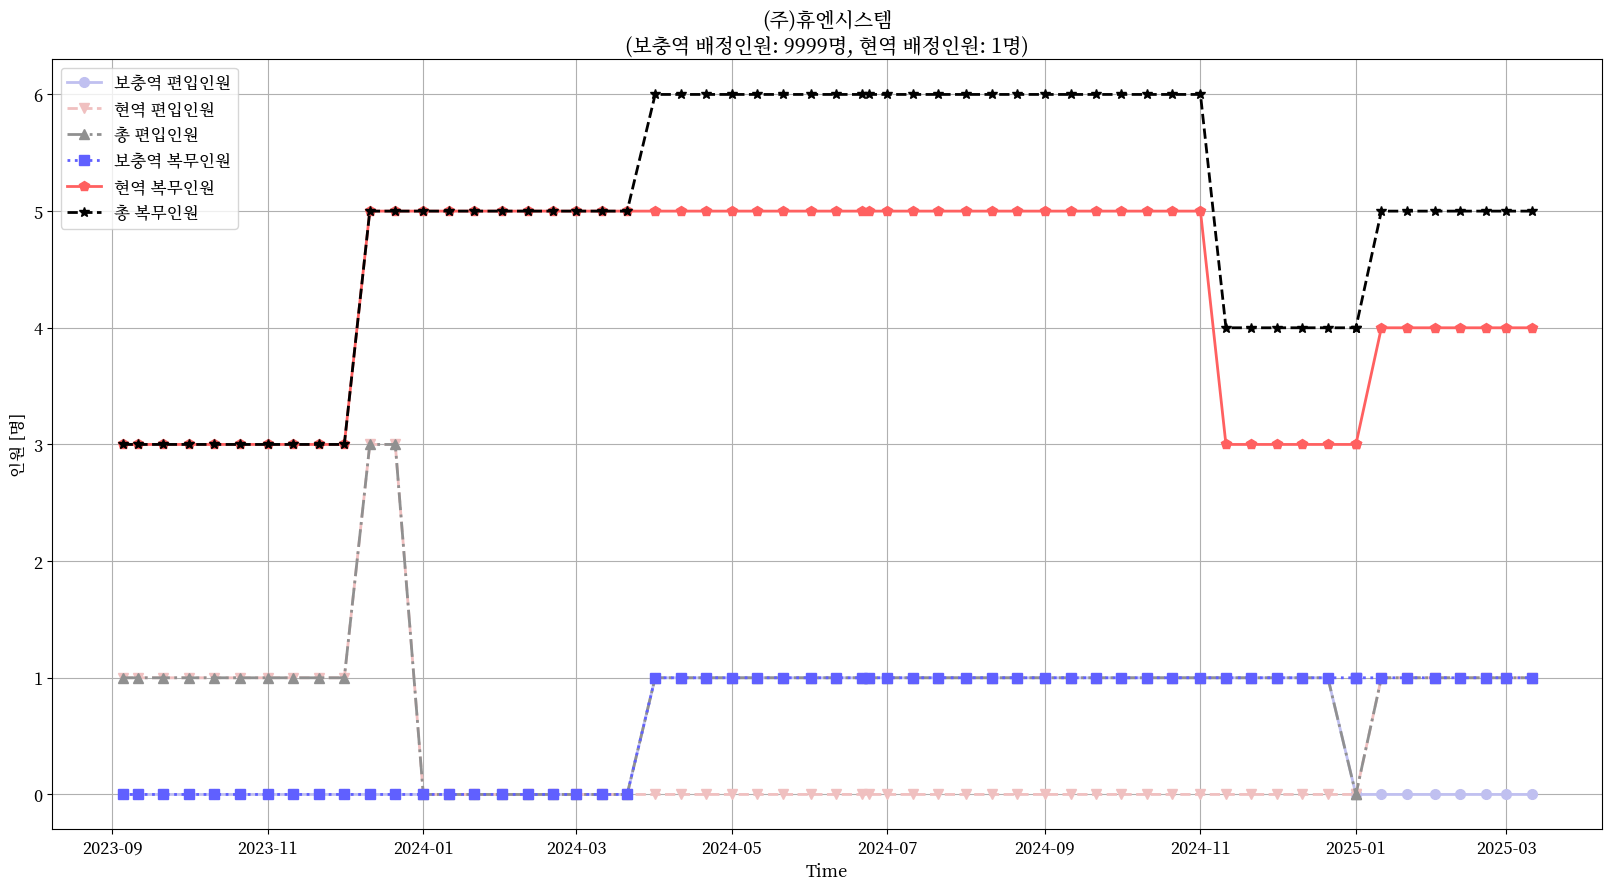 (주)휴엔시스템
(보충역 배정인원: 9999명, 현역 배정인원: 1명)
보충역 편입인원
현역 편입인원
총 편입인원
보충역 복무인원
현역 복무인원
총 복무인원
6
5
4
3
2
1
0
인원 [명]
2023-09 2023-11 2024-01 2024-03 2024-05 2024-07 2024-09 2024-11 2025-01 2025-03
Time